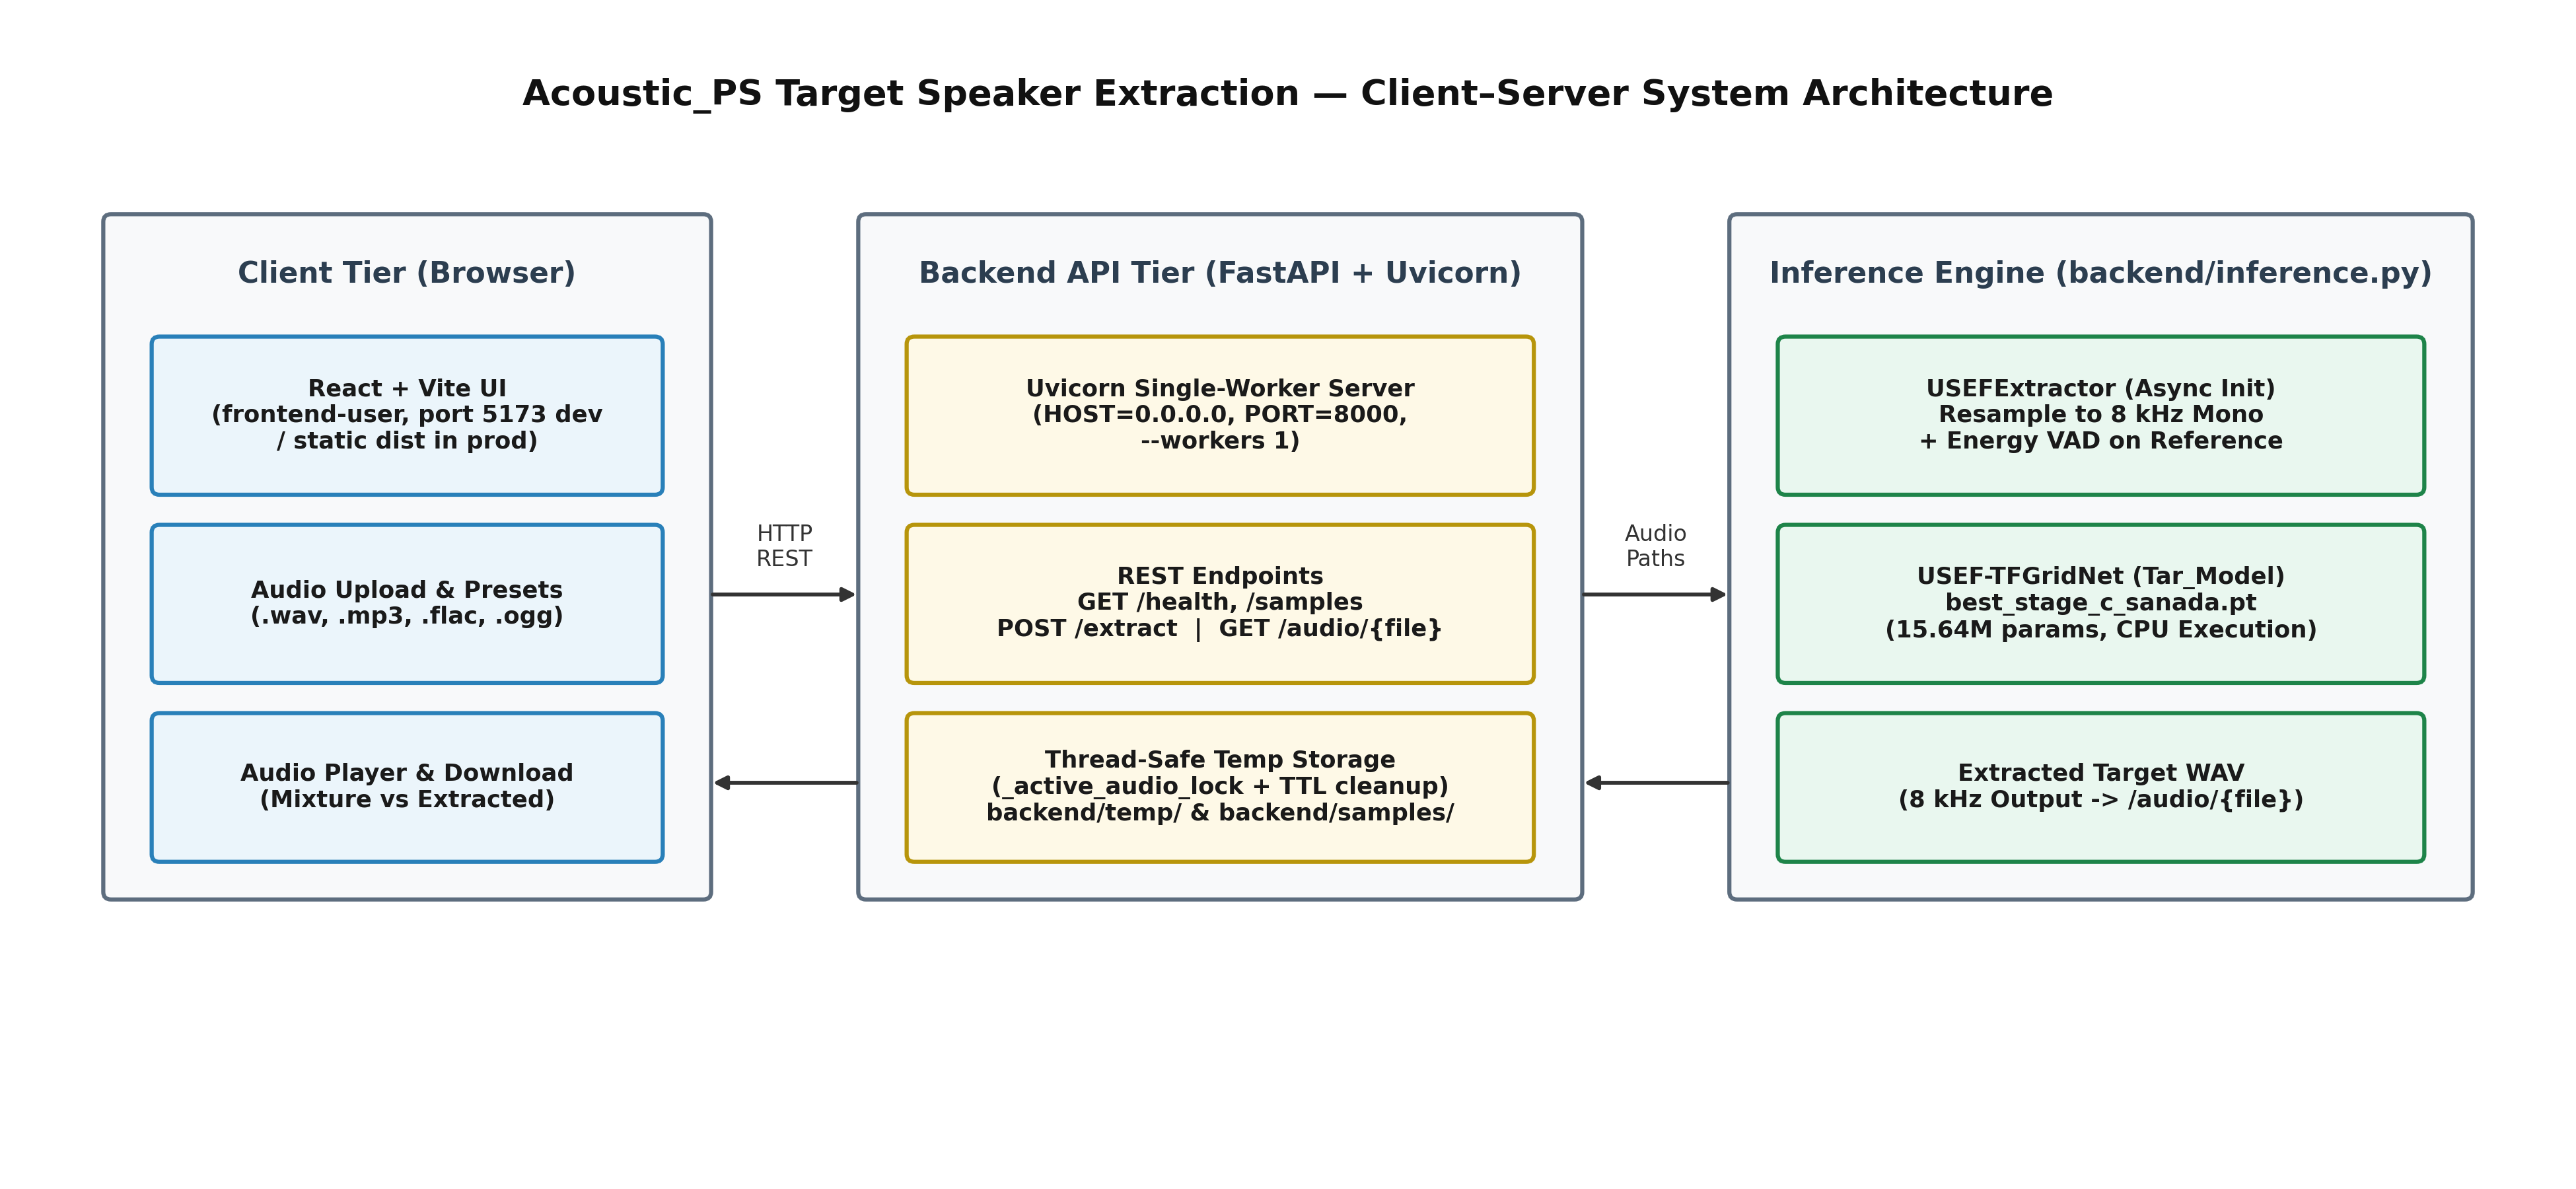 Acoustic_PS Target Speaker Extraction — Client–Server System Architecture
Client Tier (Browser)
React + Vite UI
(frontend-user, port 5173 dev
/ static dist in prod)
Audio Upload & Presets
(.wav, .mp3, .flac, .ogg)
Audio Player & Download
(Mixture vs Extracted)
HTTP
REST
Backend API Tier (FastAPI + Uvicorn)
Uvicorn Single-Worker Server
(HOST=0.0.0.0, PORT=8000,
--workers 1)
REST Endpoints
GET /health, /samples
POST /extract | GET /audio/{file}
Thread-Safe Temp Storage
(_active_audio_lock + TTL cleanup)
backend/temp/ & backend/samples/
Audio
Paths
Inference Engine (backend/inference.py)
USEFExtractor (Async Init)
Resample to 8 kHz Mono
+ Energy VAD on Reference
USEF-TFGridNet (Tar_Model)
best_stage_c_sanada.pt
(15.64M params, CPU Execution)
Extracted Target WAV
(8 kHz Output -> /audio/{file})